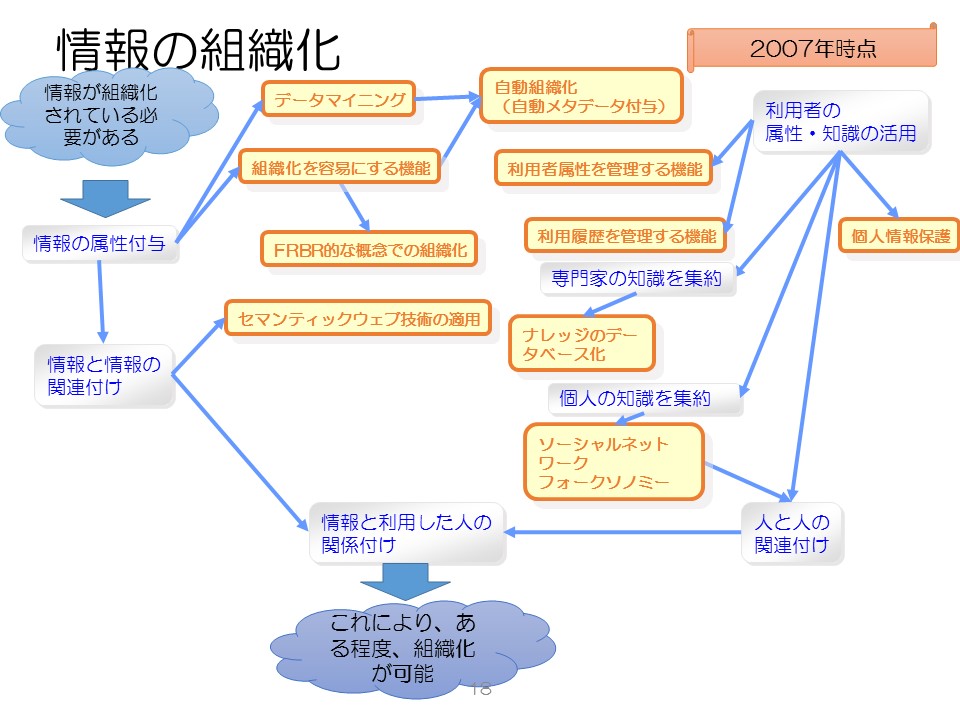 情報の組織化
2007年時点
情報が組織化
されている必
要がある
データマイニング
自動組織化
（自動メタデータ付与）
利用者の
属性・知識の活用
組織化を容易にする機能
利用者属性を管理する機能
情報の属性付与
FRBR的な概念での組織化
利用履歴を管理する機能
個人情報保護
専門家の知識を集約
セマンティックウェブ技術の適用
ナレッジのデー
タベース化
情報と情報の
関連付け
個人の知識を集約
ソーシャルネット
ワーク
フォークソノミー
情報と利用した人の
関係付け
人と人の
関連付け
これにより、あ
る程度、組織化
が可能
18